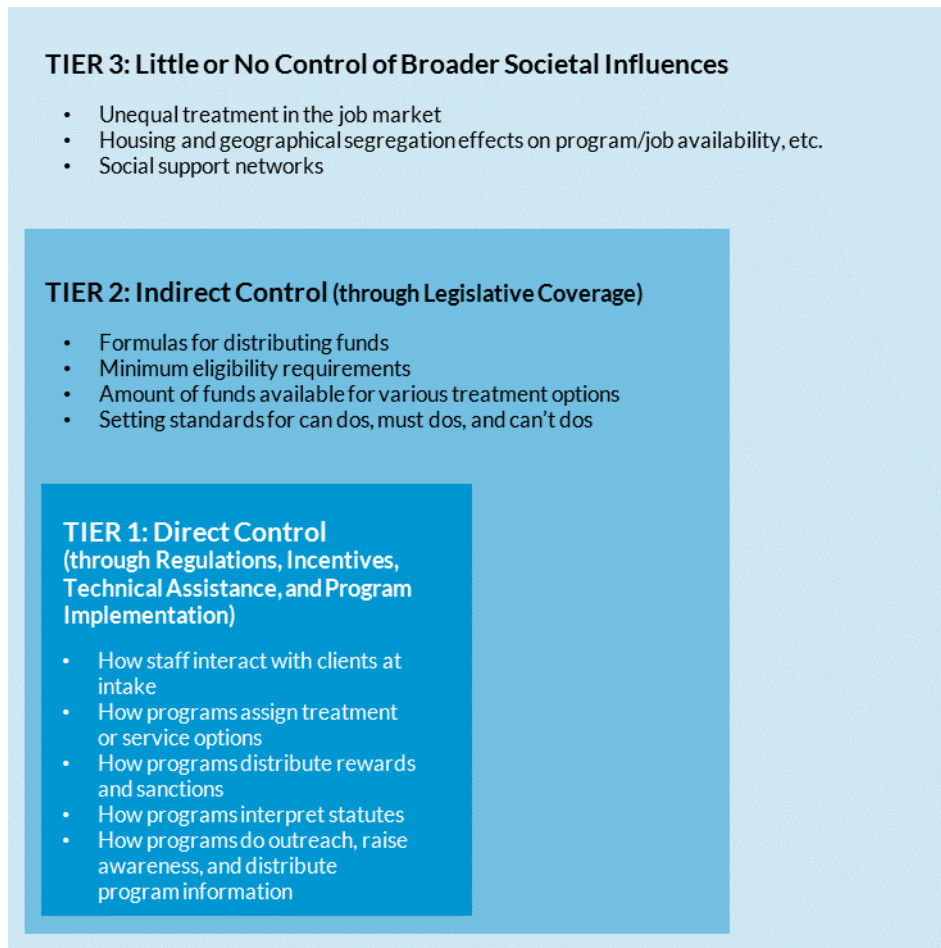 TIER 3: Little or No Control of Broader Societal Influences
• Unequal treatment in the job market
• Housing and geographical segregation effects on program/job availability, etc.
• Social support networks
TIER 2: Indirect Control (through Legislative Coverage)
• Formulas for distributing funds
• Minimum eligibility requirements
• Amount of funds available for various treatment options
• Setting standards for can dos, must dos, and can't dos
TIER 1: Direct Control
(through Regulations, Incentives,
Technical Assistance, and Program
Implementation)
• How staff interact with clients at
intake
• How programs assign treatment
or service options
• How programs distribute rewards
and sanctions
• How programs interpret statutes
• How programs do outreach, raise
awareness, and distribute
program information